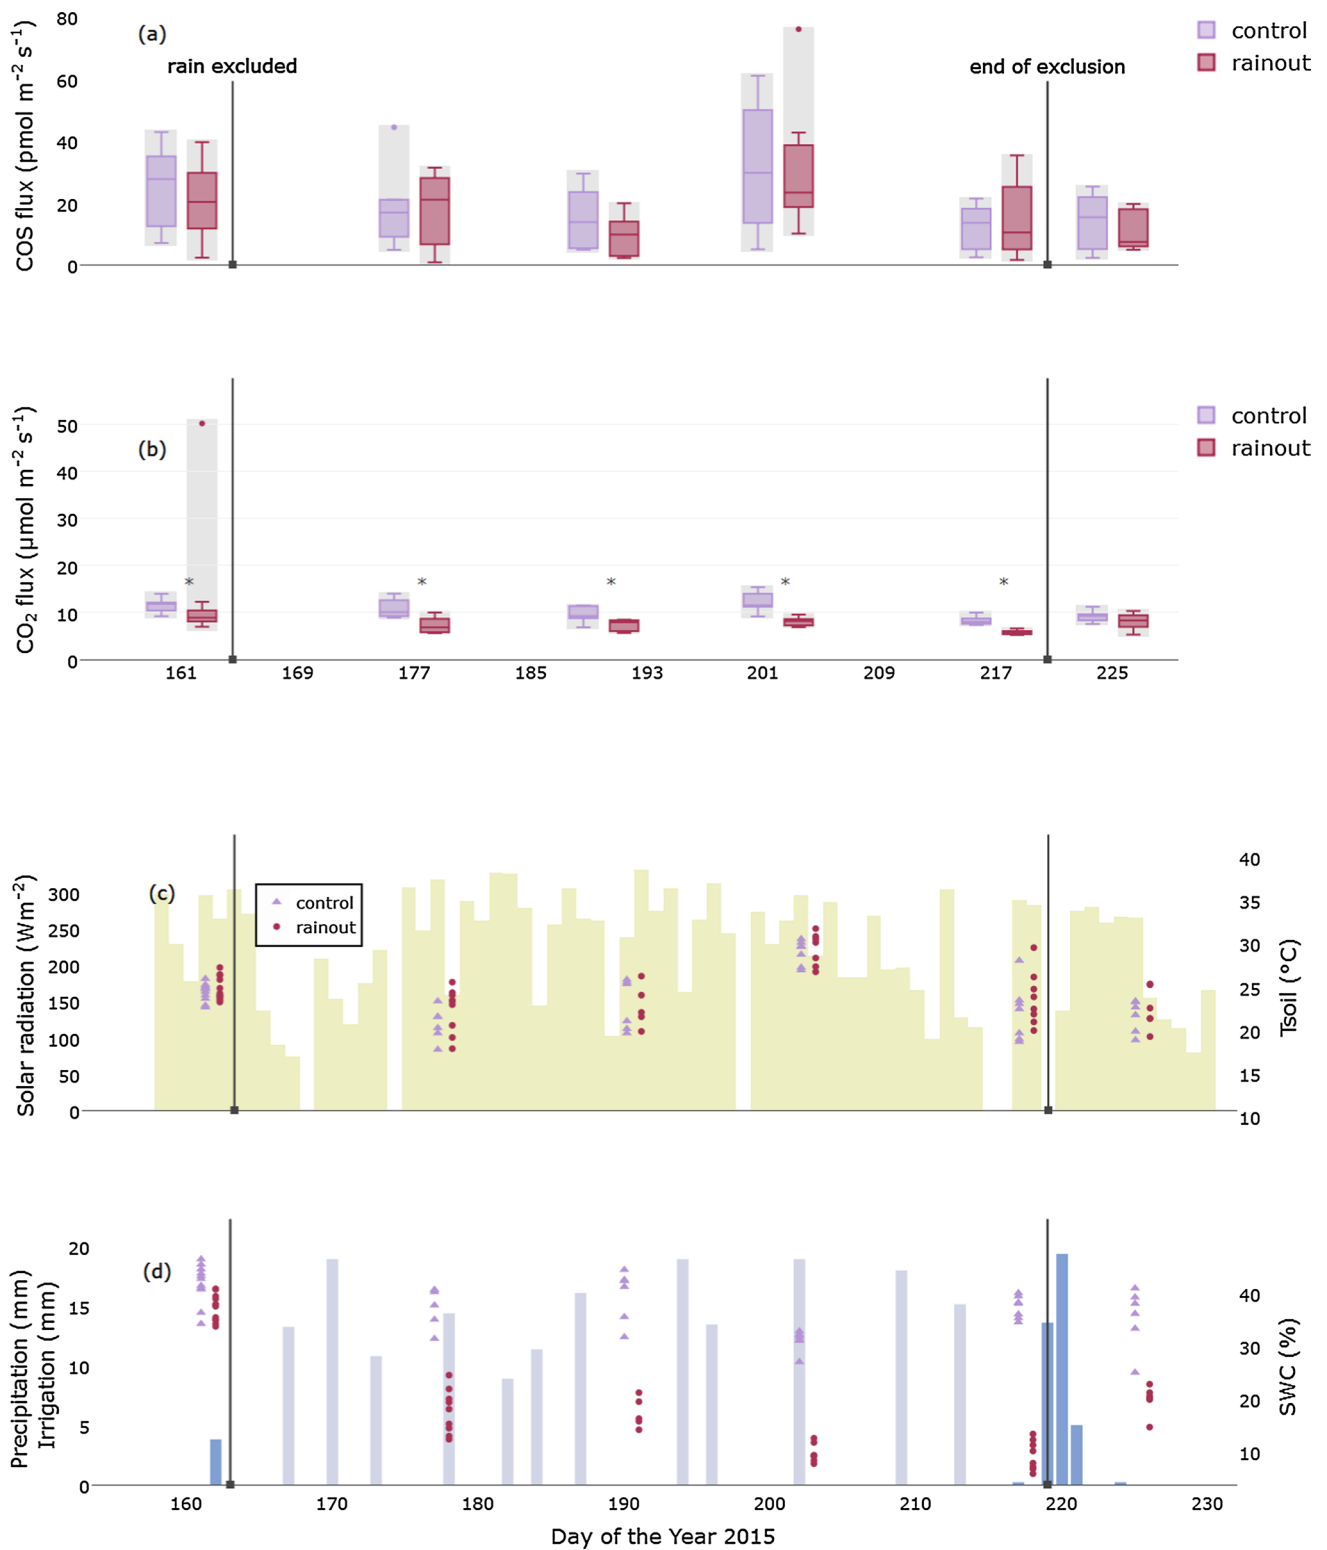 (a)
control
rainout
rain excluded
end of exclusion
COS flux (pmol m⁻² s⁻¹)
80
60
40
20
0
(b)
control
rainout
CO₂ flux (μmol m⁻² s⁻¹)
50
40
30
20
10
0
* * * * *
161 169 177 185 193 201 209 217 225
(c)
control
rainout
Solar radiation (Wm⁻²)
300
250
200
150
100
50
0
Tsoil (°C)
40
35
30
25
20
15
10
(d)
Precipitation (mm)
Irrigation (mm)
20
15
10
5
0
SWC (%)
40
30
20
10
160 170 180 190 200 210 220 230
Day of the Year 2015